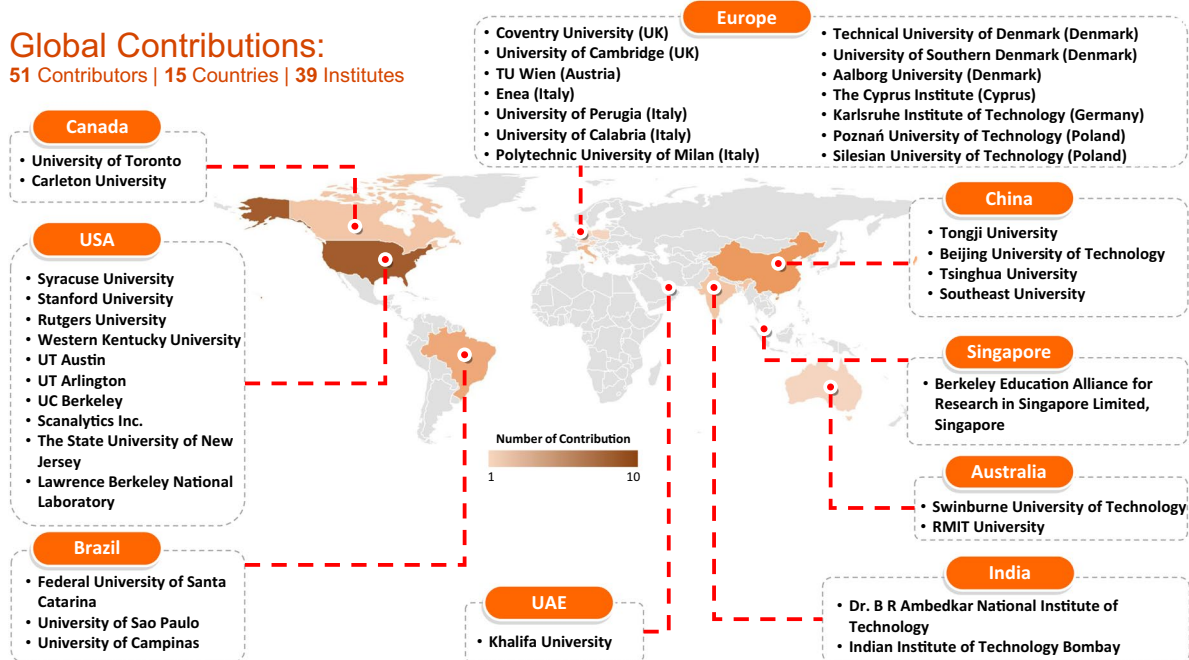 Global Contributions:
51 Contributors | 15 Countries | 39 Institutes
Europe
• Coventry University (UK)
• University of Cambridge (UK)
• TU Wien (Austria)
• Enea (Italy)
• University of Perugia (Italy)
• University of Calabria (Italy)
• Polytechnic University of Milan (Italy)
• Technical University of Denmark (Denmark)
• University of Southern Denmark (Denmark)
• Aalborg University (Denmark)
• The Cyprus Institute (Cyprus)
• Karlsruhe Institute of Technology (Germany)
• Poznań University of Technology (Poland)
• Silesian University of Technology (Poland)
Canada
• University of Toronto
• Carleton University
USA
• Syracuse University
• Stanford University
• Rutgers University
• Western Kentucky University
• UT Austin
• UT Arlington
• UC Berkeley
• Scanalytics Inc.
• The State University of New
Jersey
• Lawrence Berkeley National
Laboratory
Brazil
• Federal University of Santa
Catarina
• University of Sao Paulo
• University of Campinas
Number of Contribution
1 10
UAE
• Khalifa University
China
• Tongji University
• Beijing University of Technology
• Tsinghua University
• Southeast University
Singapore
• Berkeley Education Alliance for
Research in Singapore Limited,
Singapore
Australia
• Swinburne University of Technology
• RMIT University
India
• Dr. B R Ambedkar National Institute of
Technology
• Indian Institute of Technology Bombay